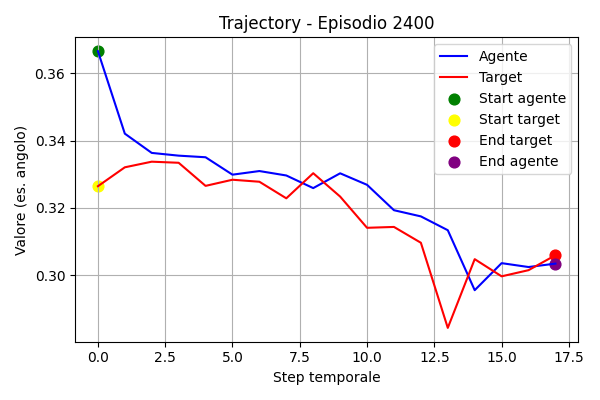 Trajectory - Episodio 2400
Valore (es. angolo)
0.36
0.34
0.32
0.30
Agente
Target
Start agente
Start target
End target
End agente
0.0 2.5 5.0 7.5 10.0 12.5 15.0 17.5
Step temporale